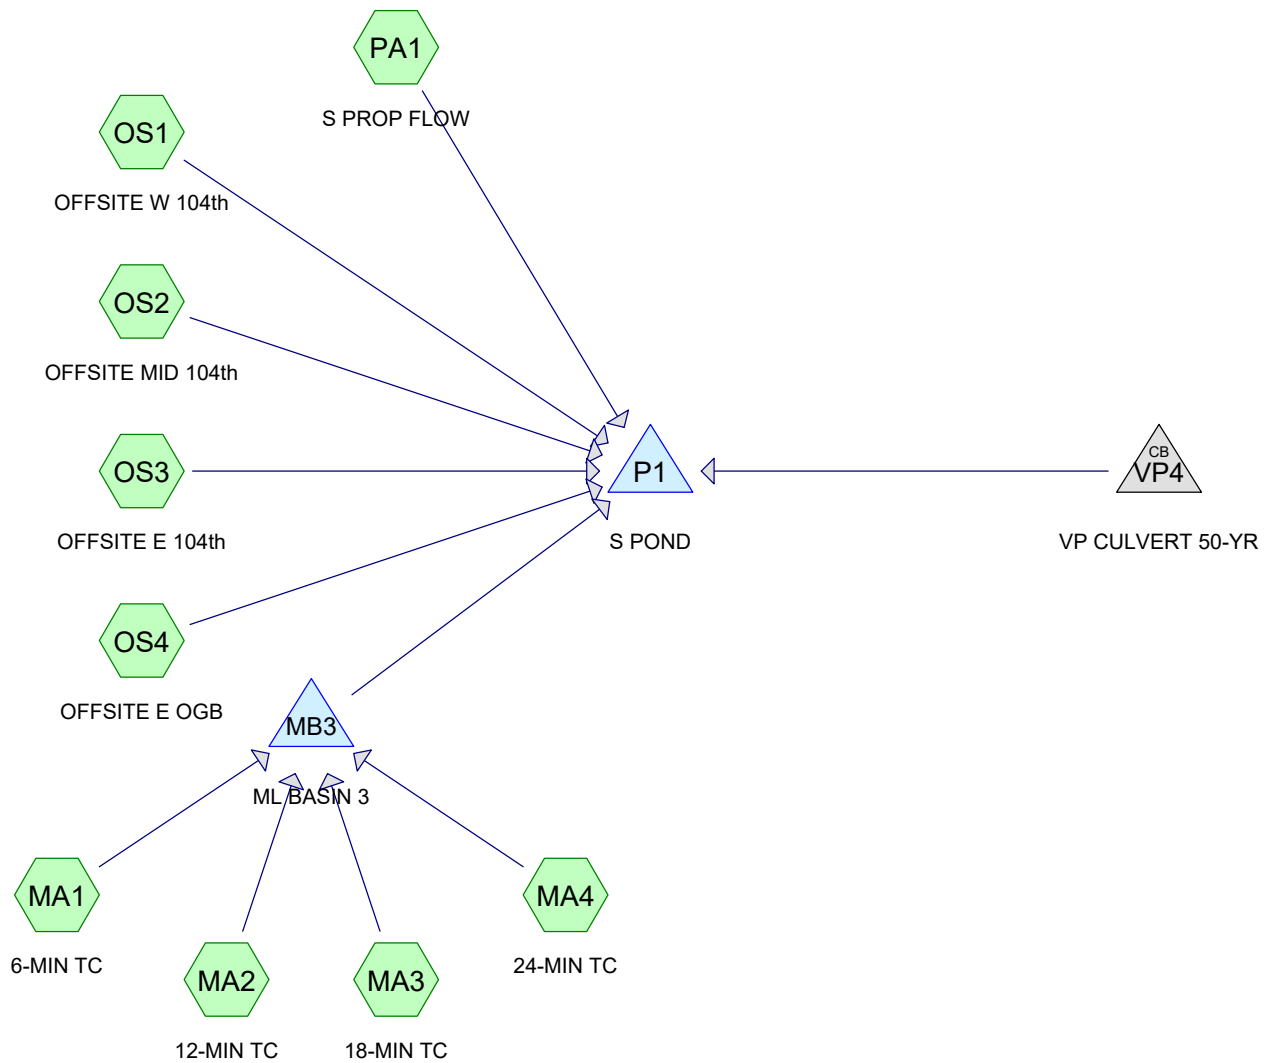 PA1
S PROP FLOW
OS1
OFFSITE W 104th
OS2
OFFSITE MID 104th
OS3
OFFSITE E 104th
P1
S POND
CB
VP4
VP CULVERT 50-YR
OS4
OFFSITE E OGB
MB3
ML BASIN 3
MA1
6-MIN TC
MA2
12-MIN TC
MA3
18-MIN TC
MA4
24-MIN TC